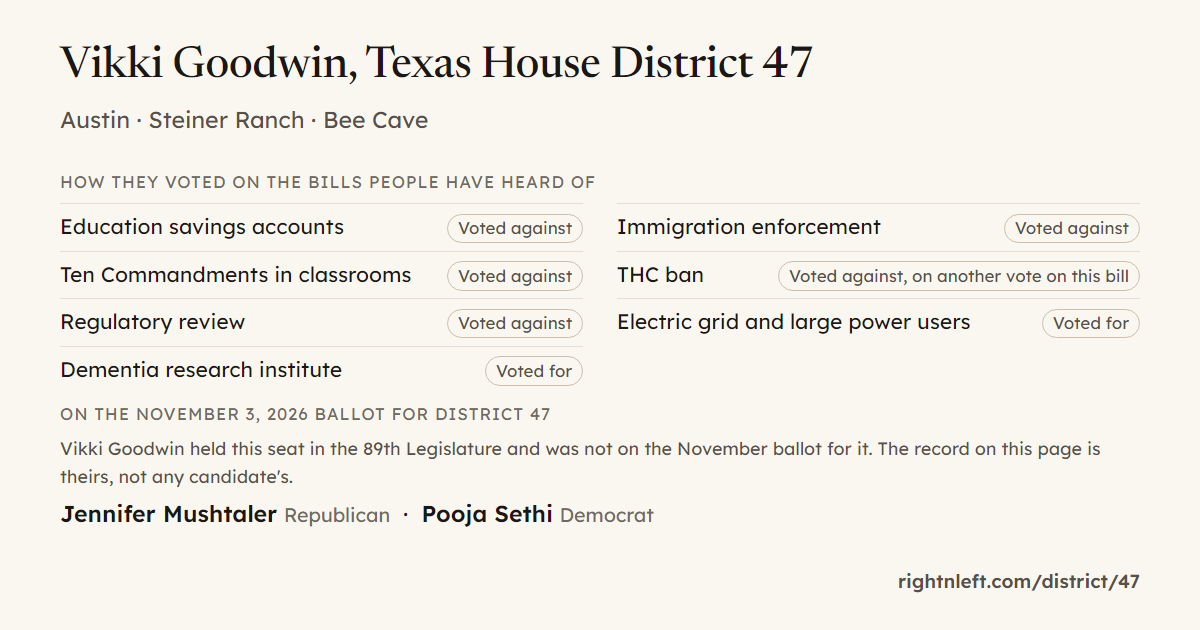 Vikki Goodwin, Texas House District 47
Austin · Steiner Ranch · Bee Cave
HOW THEY VOTED ON THE BILLS PEOPLE HAVE HEARD OF
Education savings accounts Voted against
Immigration enforcement Voted against
Ten Commandments in classrooms Voted against
THC ban Voted against, on another vote on this bill
Regulatory review Voted against
Electric grid and large power users Voted for
Dementia research institute Voted for
ON THE NOVEMBER 3, 2026 BALLOT FOR DISTRICT 47
Vikki Goodwin held this seat in the 89th Legislature and was not on the November ballot for it. The record on this page is
theirs, not any candidate's.
Jennifer Mushtaler Republican · Pooja Sethi Democrat
rightnleft.com/district/47